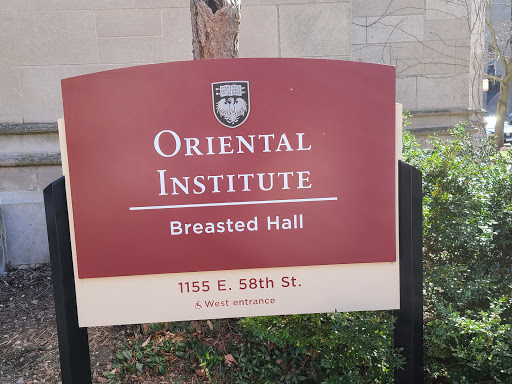 ORIENTAL
INSTITUTE
Breasted Hall
1155 E. 58th St.
West entrance